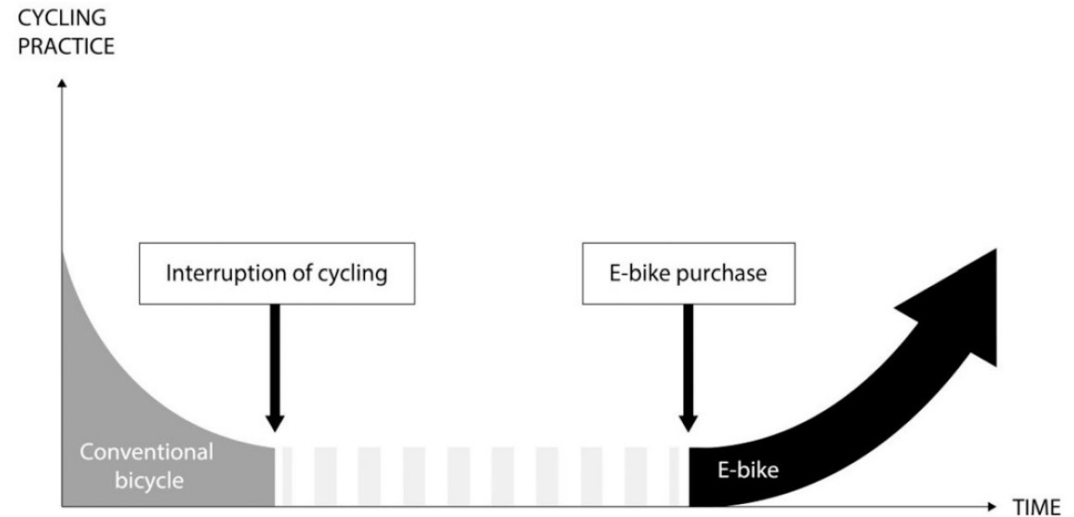 CYCLING
PRACTICE
Interruption of cycling
E-bike purchase
Conventional
bicycle
E-bike
TIME